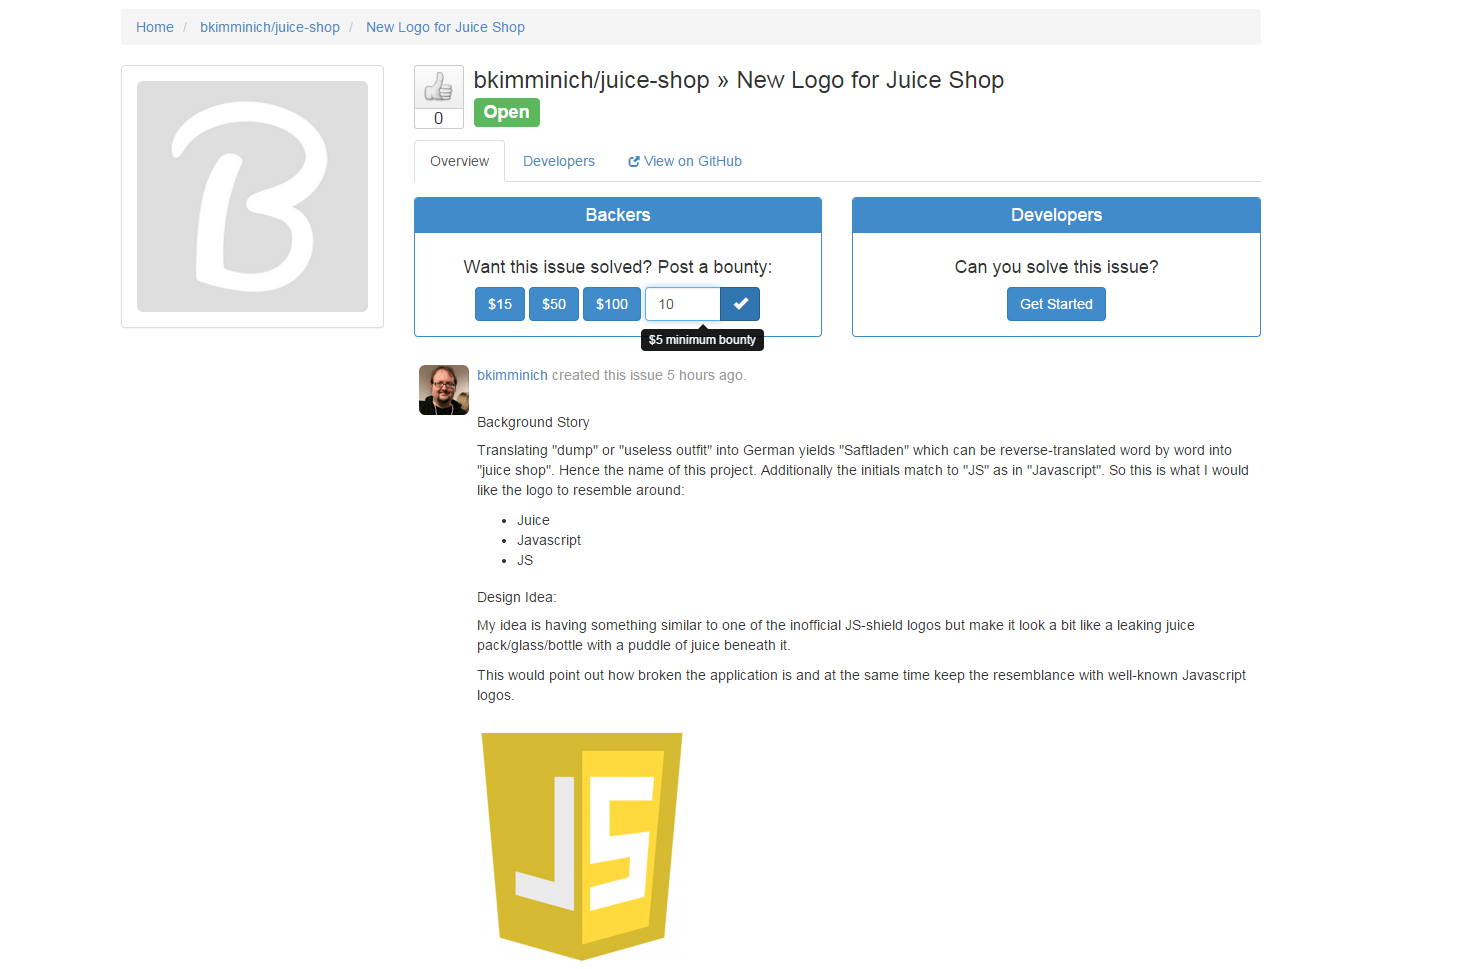 Home / bkimminich/juice-shop / New Logo for Juice Shop
B
bkimminich/juice-shop » New Logo for Juice Shop
0
Open
Overview Developers View on GitHub
Backers
Want this issue solved? Post a bounty:
$15 $50 $100 10
$5 minimum bounty
Developers
Can you solve this issue?
Get Started
bkimminich created this issue 5 hours ago.
Background Story
Translating "dump" or "useless outfit" into German yields "Saftladen" which can be reverse-translated word by word into
"juice shop". Hence the name of this project. Additionally the initials match to "JS" as in "Javascript". So this is what I would
like the logo to resemble around:
• Juice
• Javascript
• JS
Design Idea:
My idea is having something similar to one of the inofficial JS-shield logos but make it look a bit like a leaking juice
pack/glass/bottle with a puddle of juice beneath it.
This would point out how broken the application is and at the same time keep the resemblance with well-known Javascript
logos.
JS